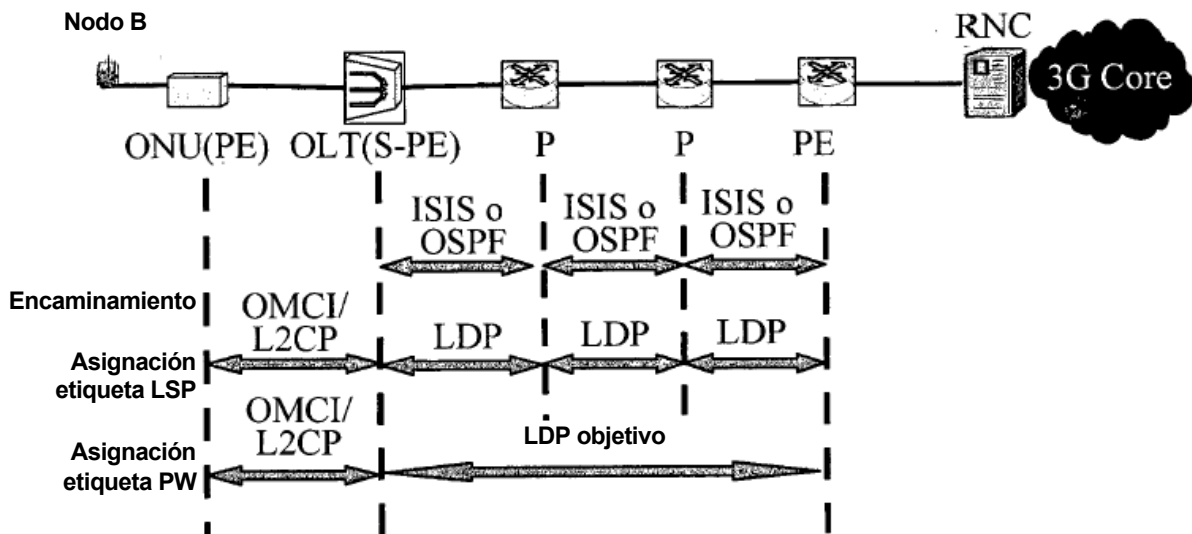 Nodo B
RNC
3G Core
ONU(PE) OLT(S-PE) P P PE
ISIS o
OSPF
ISIS o
OSPF
ISIS o
OSPF
Encaminamiento
OMCI/
L2CP
LDP LDP LDP
Asignación
etiqueta LSP
OMCI/
L2CP
LDP objetivo
Asignación
etiqueta PW